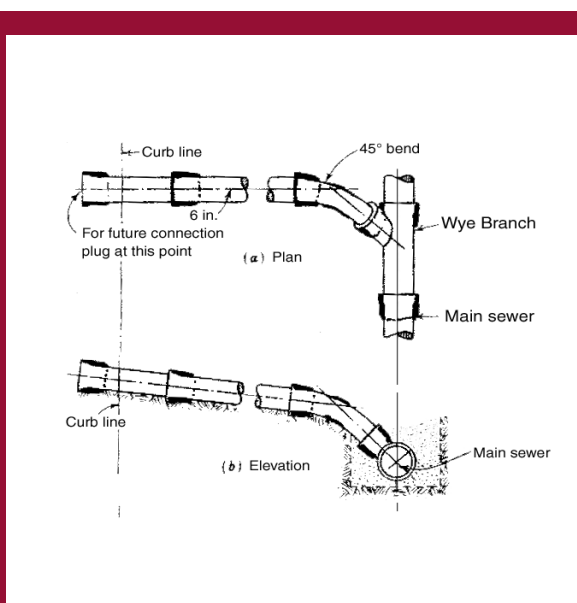 Curb line
45° bend
6 in.
For future connection
plug at this point
Wye Branch
(a) Plan
Main sewer
Curb line
Main sewer
(b) Elevation